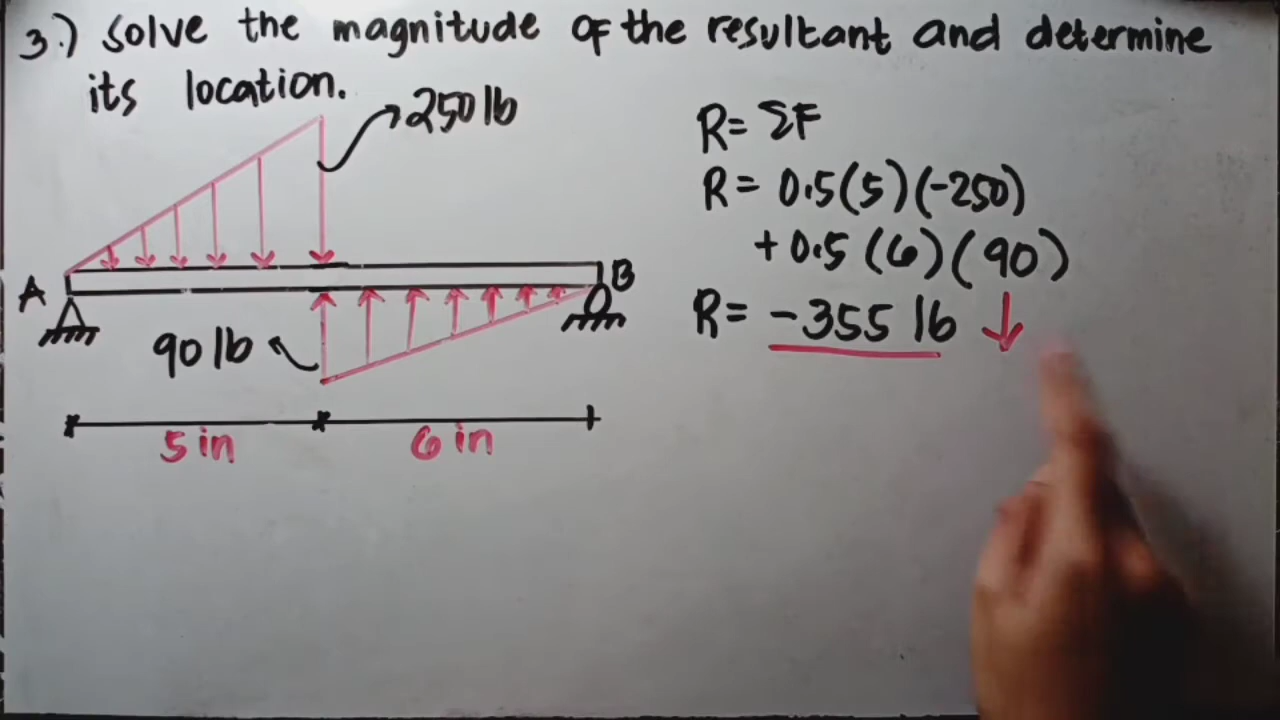 3.) solve the magnitude of the resultant and determine
its location.
250 lb
A
B
90 lb
5 in
6 in
R= ΣF
R= 0.5(5)(-250)
+0.5 (6)(90)
R= -355 lb ↓